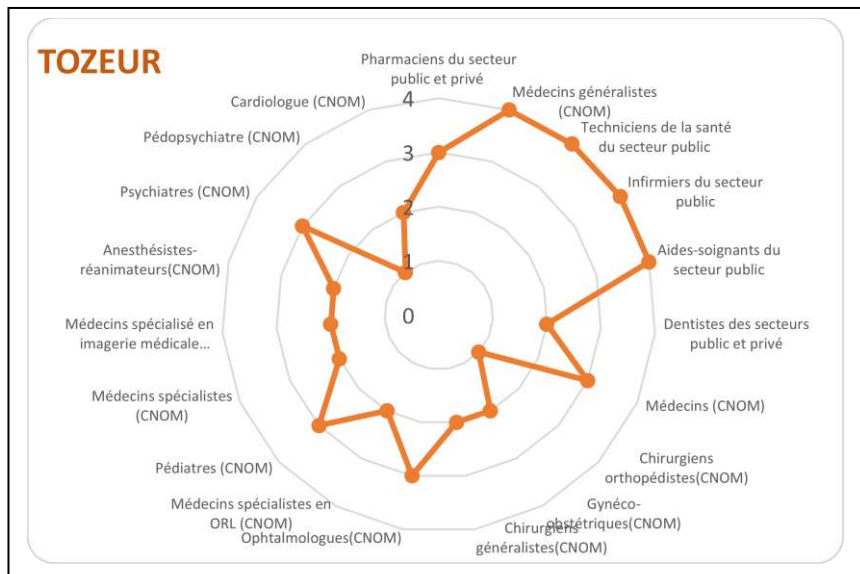 TOZEUR
Pharmaciens du secteur
public et privé
Médecins généralistes
(CNOM)
Techniciens de la santé
du secteur public
Infirmiers du secteur
public
Aides-soignants du
secteur public
Dentistes des secteurs
public et privé
Médecins (CNOM)
Chirurgiens
orthopédistes(CNOM)
Gynéco-
obstétriques(CNOM)
Chirurgiens
généralistes(CNOM)
Ophtalmologues(CNOM)
Médecins spécialistes en
ORL (CNOM)
Pédiatres (CNOM)
Médecins spécialistes
(CNOM)
Médecins spécialisé en
imagerie médicale...
Anesthésistes-
réanimateurs(CNOM)
Psychiatres (CNOM)
Pédopsychiatre (CNOM)
Cardiologue (CNOM)
4
3
2
1
0